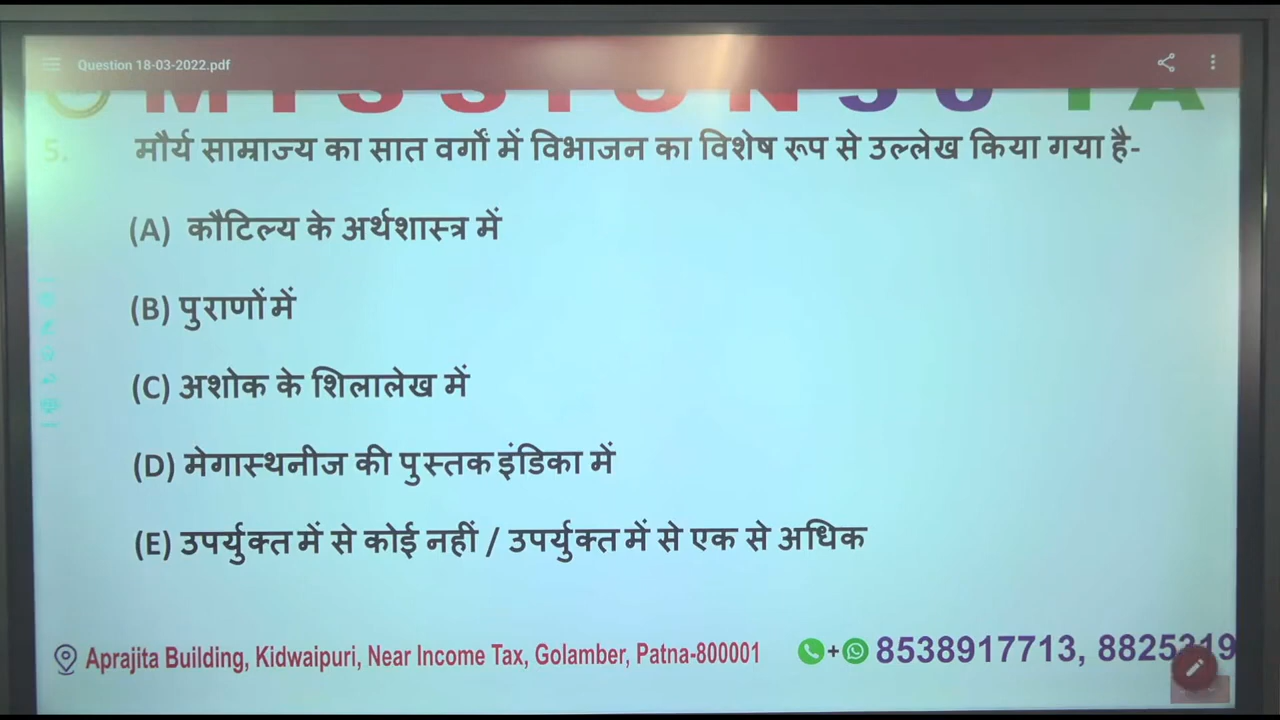 Question 18-03-2022.pdf
5. मौर्य साम्राज्य का सात वर्गों में विभाजन का विशेष रूप से उल्लेख किया गया है-
(A) कौटिल्य के अर्थशास्त्र में
(B) पुराणों में
(C) अशोक के शिलालेख में
(D) मेगास्थनीज की पुस्तक इंडिका में
(E) उपर्युक्त में से कोई नहीं / उपर्युक्त में से एक से अधिक
Aprajita Building, Kidwaipuri, Near Income Tax, Golamber, Patna-800001 + 8538917713,